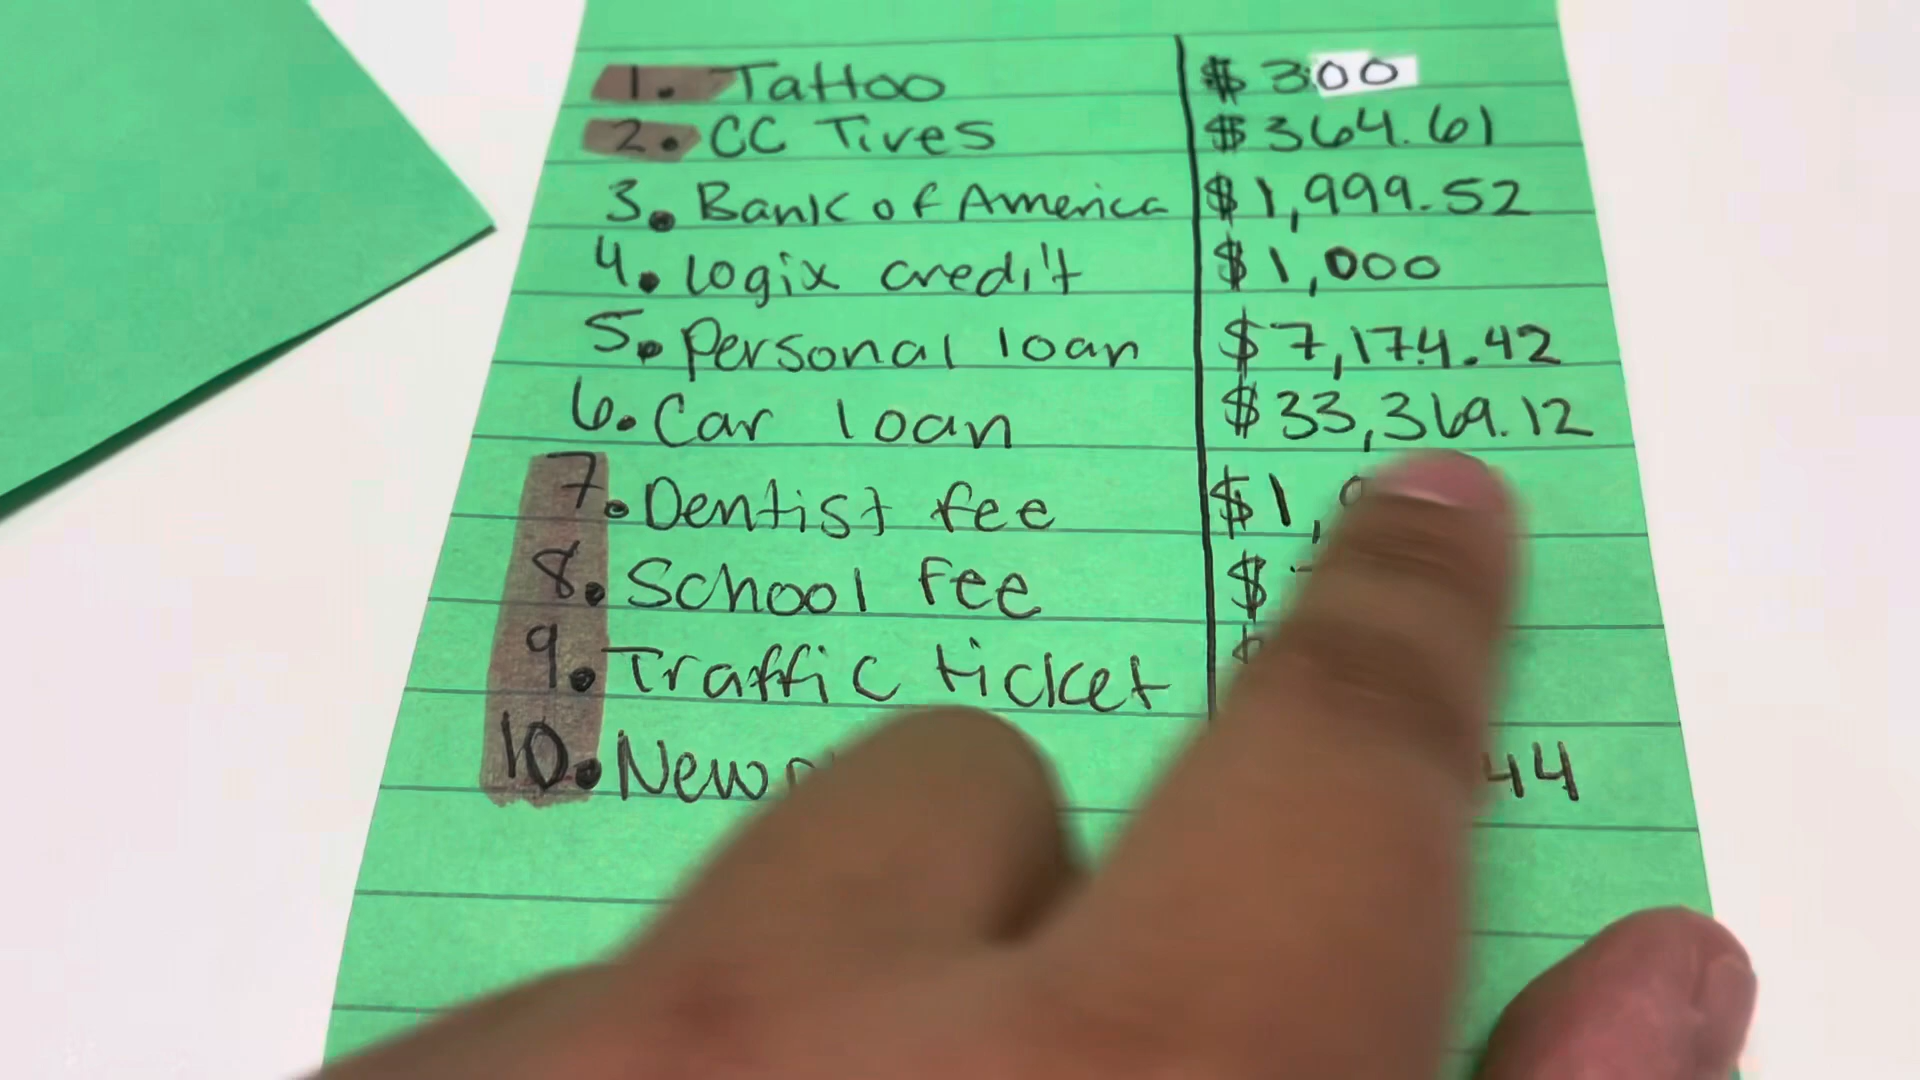 1. Tattoo $ 300
2. CC Tires $364.61
3. Bank of America $1,999.52
4. Logix credit $1,000
5. Personal loan $7,174.42
6. Car loan $33,369.12
7. Dentist fee $1,
8. School fee $
9. Traffic ticket
10. New 44